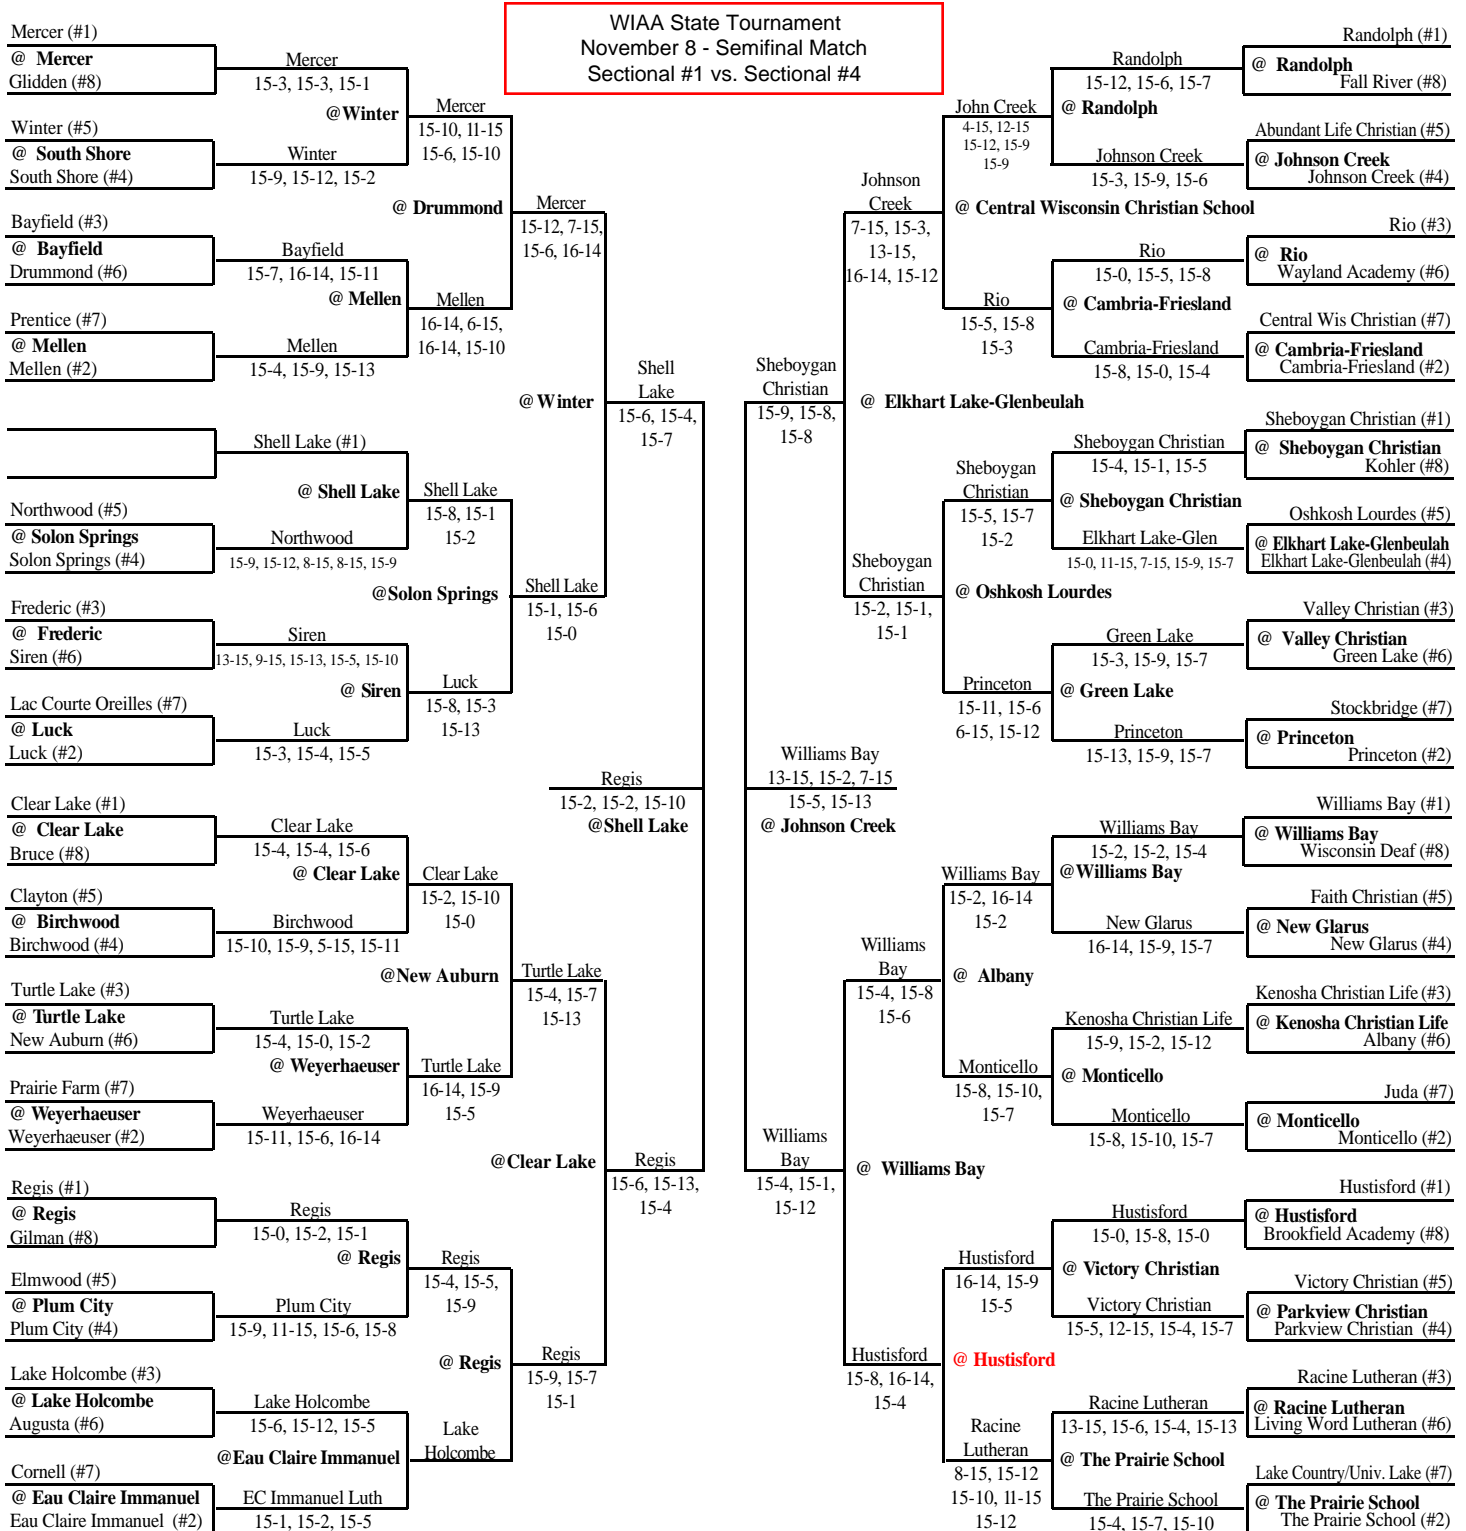 WIAA State Tournament
November 8 - Semifinal Match
Sectional #1 vs. Sectional #4
Mercer (#1)
@ Mercer
Glidden (#8)
Winter (#5)
@ South Shore
South Shore (#4)
Bayfield (#3)
@ Bayfield
Drummond (#6)
Prentice (#7)
@ Mellen
Mellen (#2)
Northwood (#5)
@ Solon Springs
Solon Springs (#4)
Frederic (#3)
@ Frederic
Siren (#6)
Lac Courte Oreilles (#7)
@ Luck
Luck (#2)
Clear Lake (#1)
@ Clear Lake
Bruce (#8)
Clayton (#5)
@ Birchwood
Birchwood (#4)
Turtle Lake (#3)
@ Turtle Lake
New Auburn (#6)
Prairie Farm (#7)
@ Weyerhaeuser
Weyerhaeuser (#2)
Regis (#1)
@ Regis
Gilman (#8)
Elmwood (#5)
@ Plum City
Plum City (#4)
Lake Holcombe (#3)
@ Lake Holcombe
Augusta (#6)
Cornell (#7)
@ Eau Claire Immanuel
Eau Claire Immanuel (#2)
Mercer
15-3, 15-3, 15-1
@Winter
Winter
15-9, 15-12, 15-2
@ Drummond
Bayfield
15-7, 16-14, 15-11
@ Mellen
Mellen
15-4, 15-9, 15-13
@ Winter
Shell Lake (#1)
@ Shell Lake
Northwood
15-9, 15-12, 8-15, 8-15, 15-9
@Solon Springs
Siren
13-15, 9-15, 15-13, 15-5, 15-10
@ Siren
Luck
15-3, 15-4, 15-5
Clear Lake
15-4, 15-4, 15-6
@ Clear Lake
Birchwood
15-10, 15-9, 5-15, 15-11
@New Auburn
Turtle Lake
15-4, 15-0, 15-2
@ Weyerhaeuser
Weyerhaeuser
15-11, 15-6, 16-14
@Clear Lake
Regis
15-0, 15-2, 15-1
@ Regis
Plum City
15-9, 11-15, 15-6, 15-8
@ Regis
Lake Holcombe
15-6, 15-12, 15-5
@Eau Claire Immanuel
EC Immanuel Luth
15-1, 15-2, 15-5
Mercer
15-10, 11-15
15-6, 15-10
Mellen
16-14, 6-15,
16-14, 15-10
Shell Lake
15-8, 15-1
15-2
Luck
15-8, 15-3
15-13
Clear Lake
15-2, 15-10
15-0
Turtle Lake
16-14, 15-9
15-5
Regis
15-4, 15-5,
15-9
Lake
Holcombe
Mercer
15-12, 7-15,
15-6, 16-14
Shell Lake
15-1, 15-6
15-0
Turtle Lake
15-4, 15-7
15-13
Regis
15-9, 15-7
15-1
Shell
Lake
15-6, 15-4,
15-7
Regis
15-6, 15-13,
15-4
Regis
15-2, 15-2, 15-10
@Shell Lake
Williams Bay
13-15, 15-2, 7-15
15-5, 15-13
@ Johnson Creek
Sheboygan
Christian
15-9, 15-8,
15-8
Williams
Bay
15-4, 15-1,
15-12
Johnson
Creek
7-15, 15-3,
13-15,
16-14, 15-12
@ Elkhart Lake-Glenbeulah
Sheboygan
Christian
15-2, 15-1,
15-1
Williams
Bay
15-4, 15-8
15-6
@ Williams Bay
Hustisford
15-8, 16-14,
15-4
John Creek
4-15, 12-15
15-12, 15-9
15-9
@ Central Wisconsin Christian School
Rio
15-5, 15-8
15-3
Sheboygan
Christian
15-5, 15-7
15-2
@ Oshkosh Lourdes
Princeton
15-11, 15-6
6-15, 15-12
Williams Bay
15-2, 16-14
15-2
@ Albany
Monticello
15-8, 15-10,
15-7
Hustisford
16-14, 15-9
15-5
@ Hustisford
Racine
Lutheran
8-15, 15-12
15-10, 11-15
15-12
Randolph
15-12, 15-6, 15-7
@ Randolph
Johnson Creek
15-3, 15-9, 15-6
Rio
15-0, 15-5, 15-8
@ Cambria-Friesland
Cambria-Friesland
15-8, 15-0, 15-4
Sheboygan Christian
15-4, 15-1, 15-5
@ Sheboygan Christian
Elkhart Lake-Glen
15-0, 11-15, 7-15, 15-9, 15-7
Green Lake
15-3, 15-9, 15-7
@ Green Lake
Princeton
15-13, 15-9, 15-7
Williams Bay
15-2, 15-2, 15-4
@Williams Bay
New Glarus
16-14, 15-9, 15-7
Kenosha Christian Life
15-9, 15-2, 15-12
@ Monticello
Monticello
15-8, 15-10, 15-7
Hustisford
15-0, 15-8, 15-0
@ Victory Christian
Victory Christian
15-5, 12-15, 15-4, 15-7
Racine Lutheran
13-15, 15-6, 15-4, 15-13
@ The Prairie School
The Prairie School
15-4, 15-7, 15-10
Randolph (#1)
@ Randolph
Fall River (#8)
Abundant Life Christian (#5)
@ Johnson Creek
Johnson Creek (#4)
Rio (#3)
@ Rio
Wayland Academy (#6)
Central Wis Christian (#7)
@ Cambria-Friesland
Cambria-Friesland (#2)
Sheboygan Christian (#1)
@ Sheboygan Christian
Kohler (#8)
Oshkosh Lourdes (#5)
@ Elkhart Lake-Glenbeulah
Elkhart Lake-Glenbeulah (#4)
Valley Christian (#3)
@ Valley Christian
Green Lake (#6)
Stockbridge (#7)
@ Princeton
Princeton (#2)
Williams Bay (#1)
@ Williams Bay
Wisconsin Deaf (#8)
Faith Christian (#5)
@ New Glarus
New Glarus (#4)
Kenosha Christian Life (#3)
@ Kenosha Christian Life
Albany (#6)
Juda (#7)
@ Monticello
Monticello (#2)
Hustisford (#1)
@ Hustisford
Brookfield Academy (#8)
Victory Christian (#5)
@ Parkview Christian
Parkview Christian (#4)
Racine Lutheran (#3)
@ Racine Lutheran
Living Word Lutheran (#6)
Lake Country/Univ. Lake (#7)
@ The Prairie School
The Prairie School (#2)